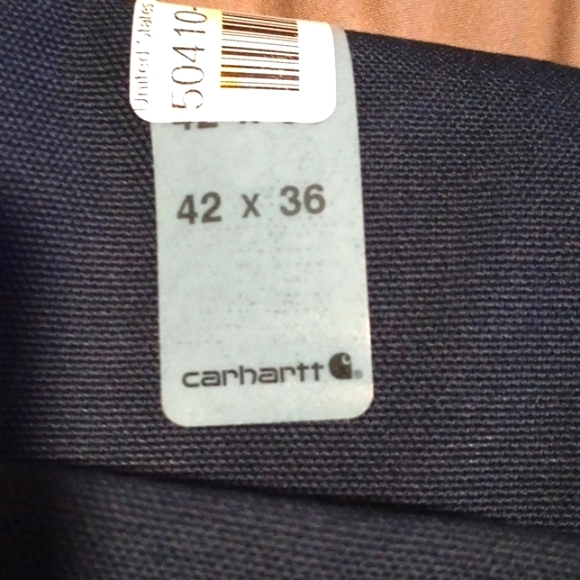 United States
50410-
42 x 36
carhartt